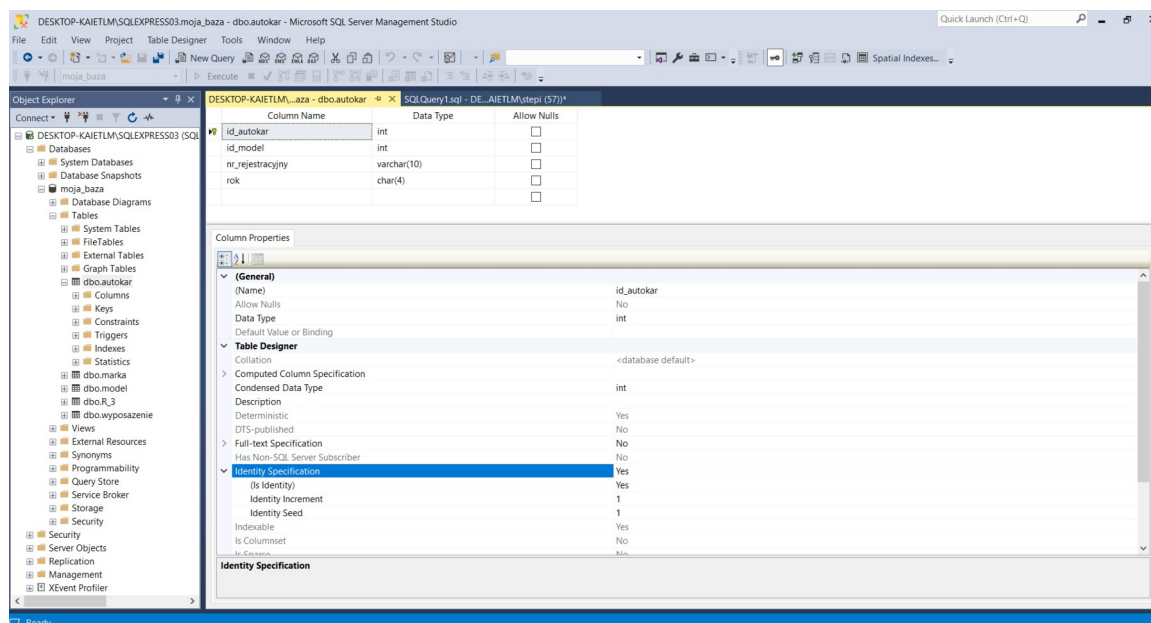 DESKTOP-KAIETLM\SQLEXPRESS03.moja_baza - dbo.autokar - Microsoft SQL Server Management Studio
Quick Launch (Ctrl+Q)
File Edit View Project Table Designer Tools Window Help
New Query MDX DMX XMLA DAX
Spatial Indexes...
moja_baza
Execute
Object Explorer
Connect
DESKTOP-KAIETLM\SQLEXPRESS03 (SQL
Databases
System Databases
Database Snapshots
moja_baza
Database Diagrams
Tables
System Tables
FileTables
External Tables
Graph Tables
dbo.autokar
Columns
Keys
Constraints
Triggers
Indexes
Statistics
dbo.marka
dbo.model
dbo.R_3
dbo.wyposazenie
Views
External Resources
Synonyms
Programmability
Query Store
Service Broker
Storage
Security
Security
Server Objects
Replication
Management
XEvent Profiler
DESKTOP-KAIETLM\...aza - dbo.autokar
SQLQuery1.sql - DE...AIETLM\stepi (57))*
Column Name Data Type Allow Nulls
id_autokar int
id_model int
nr_rejestracyjny varchar(10)
rok char(4)
Column Properties
(General)
(Name) id_autokar
Allow Nulls No
Data Type int
Default Value or Binding
Table Designer
Collation <database default>
Computed Column Specification
Condensed Data Type int
Description
Deterministic Yes
DTS-published No
Full-text Specification No
Has Non-SQL Server Subscriber No
Identity Specification Yes
(Is Identity) Yes
Identity Increment 1
Identity Seed 1
Indexable Yes
Is Columnset No
Is Sparse No
Identity Specification
Ready